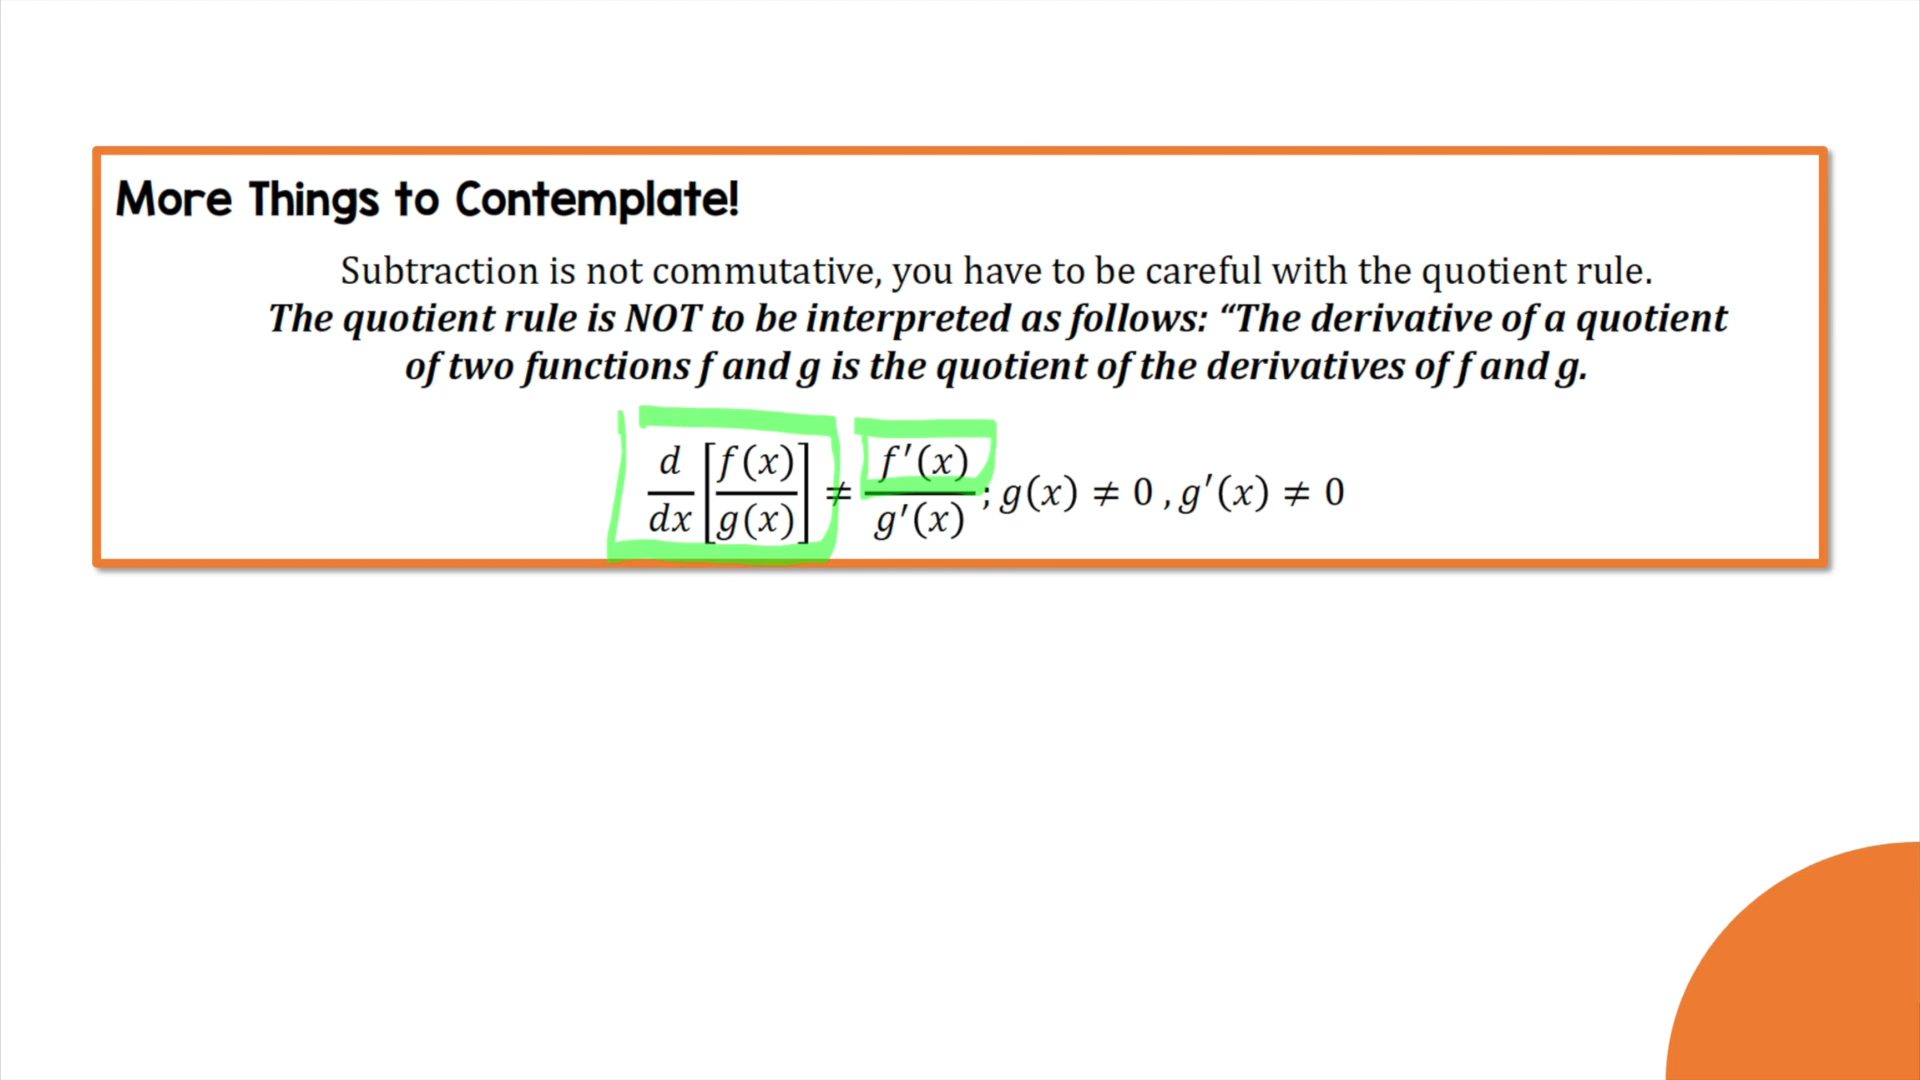 More Things to Contemplate!
Subtraction is not commutative, you have to be careful with the quotient rule.
The quotient rule is NOT to be interpreted as follows: “The derivative of a quotient
of two functions f and g is the quotient of the derivatives of f and g.
d/dx [f(x)/g(x)] ≠ f′(x)/g′(x) ; g(x) ≠ 0 , g′(x) ≠ 0